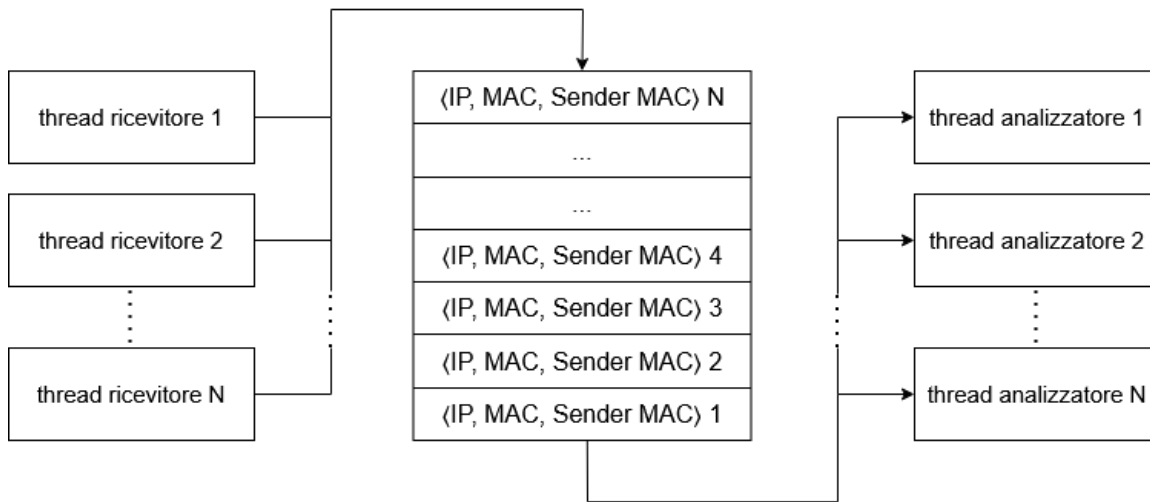 thread ricevitore 1
thread ricevitore 2
thread ricevitore N
⟨IP, MAC, Sender MAC⟩ N
...
...
⟨IP, MAC, Sender MAC⟩ 4
⟨IP, MAC, Sender MAC⟩ 3
⟨IP, MAC, Sender MAC⟩ 2
⟨IP, MAC, Sender MAC⟩ 1
thread analizzatore 1
thread analizzatore 2
thread analizzatore N